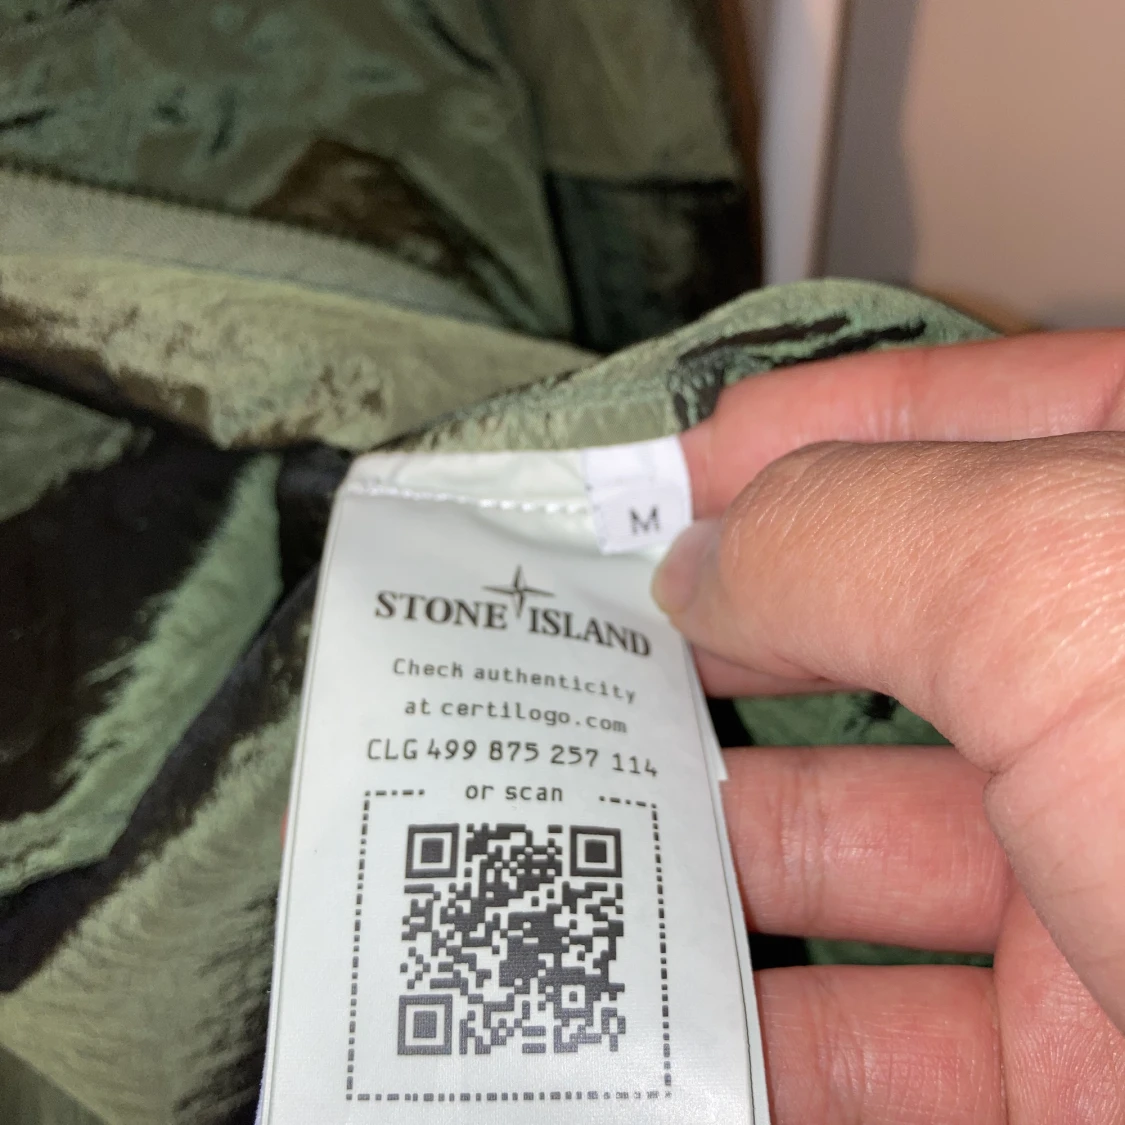 M
STONE ISLAND
Check authenticity
at certilogo.com
CLG 499 875 257 114
or scan